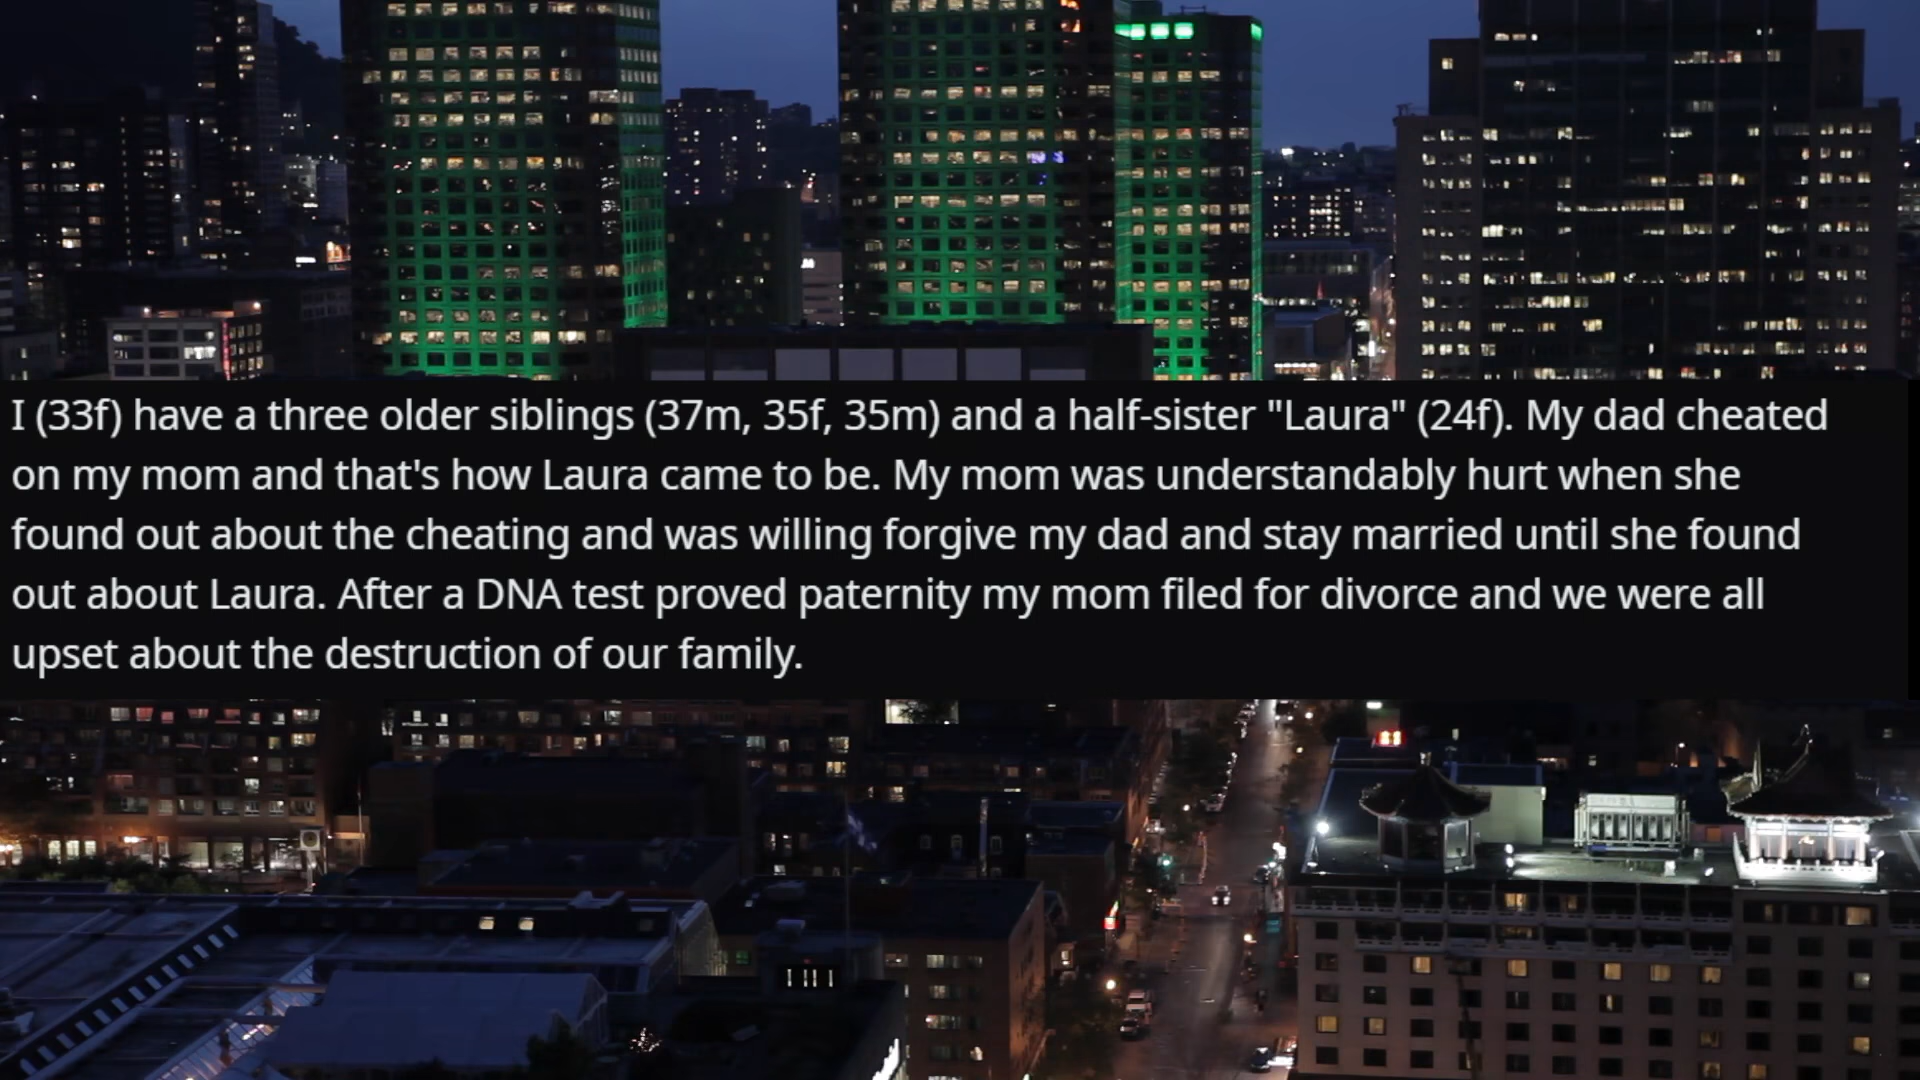 I (33f) have a three older siblings (37m, 35f, 35m) and a half-sister "Laura" (24f). My dad cheated
on my mom and that's how Laura came to be. My mom was understandably hurt when she
found out about the cheating and was willing forgive my dad and stay married until she found
out about Laura. After a DNA test proved paternity my mom filed for divorce and we were all
upset about the destruction of our family.